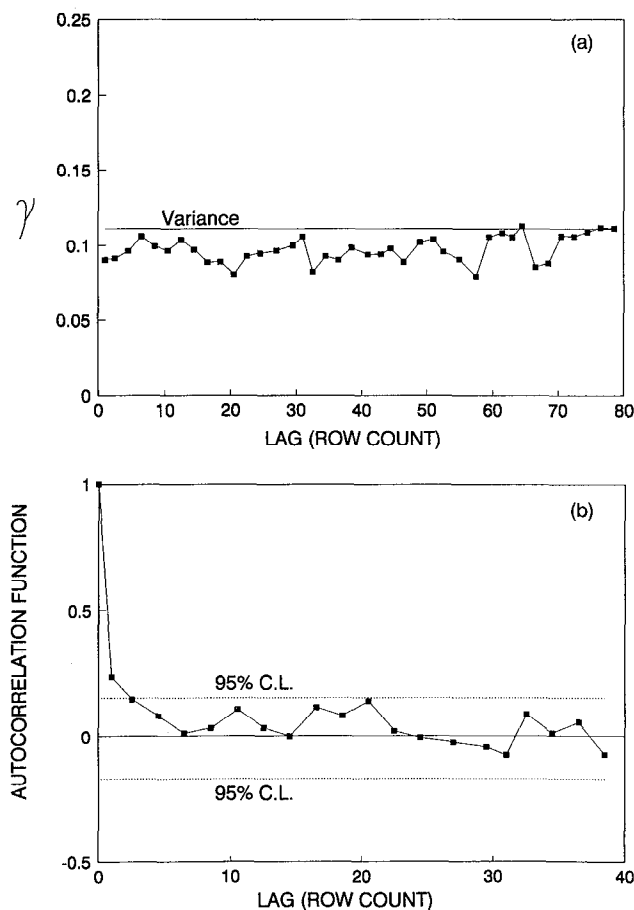 (a)
0.25
0.2
0.15
0.1
0.05
0
γ
Variance
0 10 20 30 40 50 60 70 80
LAG (ROW COUNT)
(b)
1
0.5
0
-0.5
AUTOCORRELATION FUNCTION
95% C.L.
95% C.L.
0 10 20 30 40
LAG (ROW COUNT)